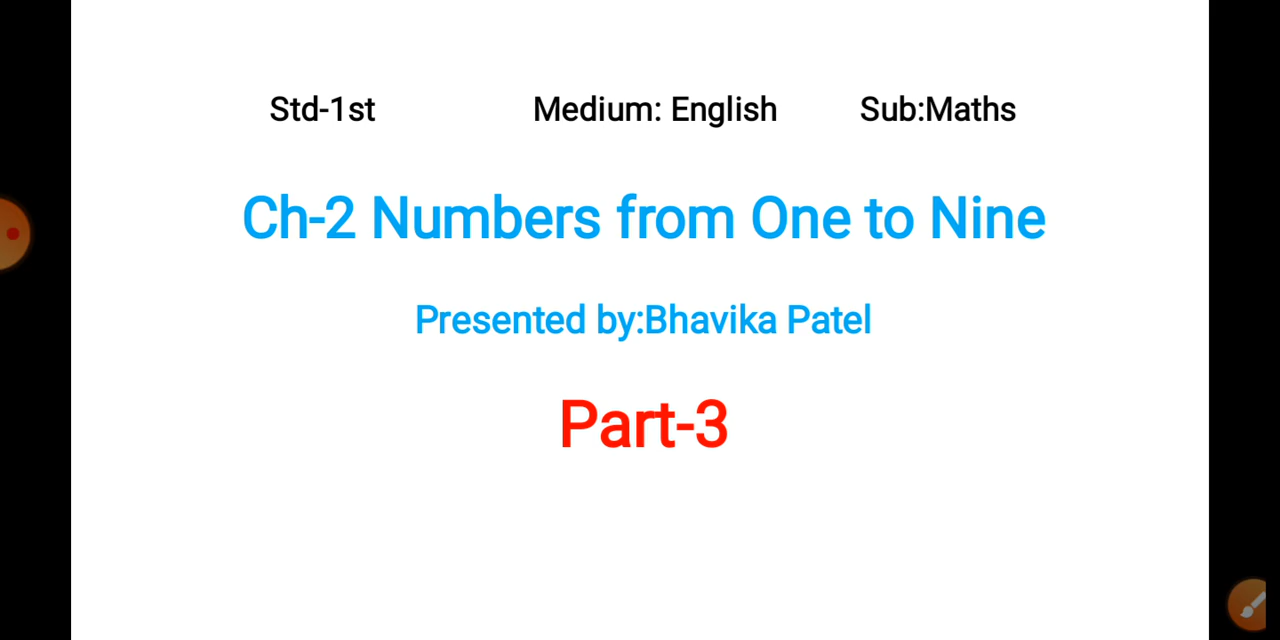 Std-1st Medium: English Sub:Maths
Ch-2 Numbers from One to Nine
Presented by:Bhavika Patel
Part-3